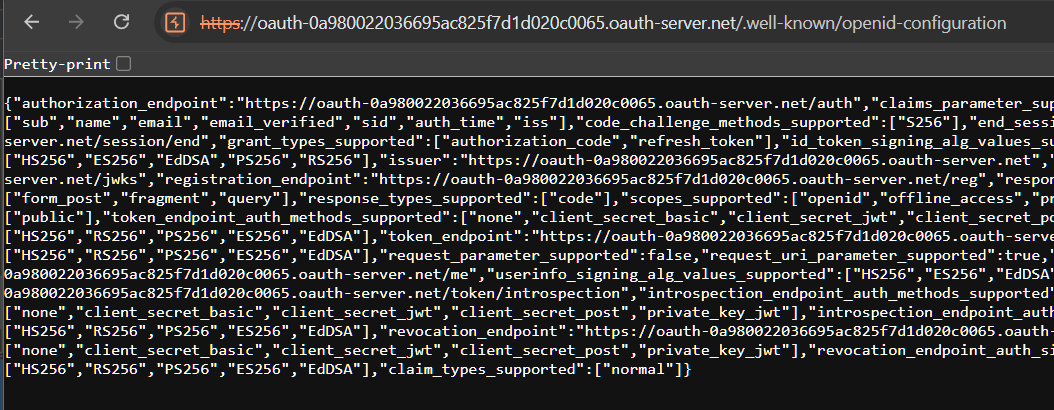 https://oauth-0a980022036695ac825f7d1d020c0065.oauth-server.net/.well-known/openid-configuration
Pretty-print
{"authorization_endpoint":"https://oauth-0a980022036695ac825f7d1d020c0065.oauth-server.net/auth","claims_parameter_sup
["sub","name","email","email_verified","sid","auth_time","iss"],"code_challenge_methods_supported":["S256"],"end_sessi
server.net/session/end","grant_types_supported":["authorization_code","refresh_token"],"id_token_signing_alg_values_su
["HS256","ES256","EdDSA","PS256","RS256"],"issuer":"https://oauth-0a980022036695ac825f7d1d020c0065.oauth-server.net","
server.net/jwks","registration_endpoint":"https://oauth-0a980022036695ac825f7d1d020c0065.oauth-server.net/reg","respon
["form_post","fragment","query"],"response_types_supported":["code"],"scopes_supported":["openid","offline_access","pr
["public"],"token_endpoint_auth_methods_supported":["none","client_secret_basic","client_secret_jwt","client_secret_po
["HS256","RS256","PS256","ES256","EdDSA"],"token_endpoint":"https://oauth-0a980022036695ac825f7d1d020c0065.oauth-serve
["HS256","RS256","PS256","ES256","EdDSA"],"request_parameter_supported":false,"request_uri_parameter_supported":true,"
0a980022036695ac825f7d1d020c0065.oauth-server.net/me","userinfo_signing_alg_values_supported":["HS256","ES256","EdDSA"
0a980022036695ac825f7d1d020c0065.oauth-server.net/token/introspection","introspection_endpoint_auth_methods_supported"
["none","client_secret_basic","client_secret_jwt","client_secret_post","private_key_jwt"],"introspection_endpoint_auth
["HS256","RS256","PS256","ES256","EdDSA"],"revocation_endpoint":"https://oauth-0a980022036695ac825f7d1d020c0065.oauth-
["none","client_secret_basic","client_secret_jwt","client_secret_post","private_key_jwt"],"revocation_endpoint_auth_si
["HS256","RS256","PS256","ES256","EdDSA"],"claim_types_supported":["normal"]}